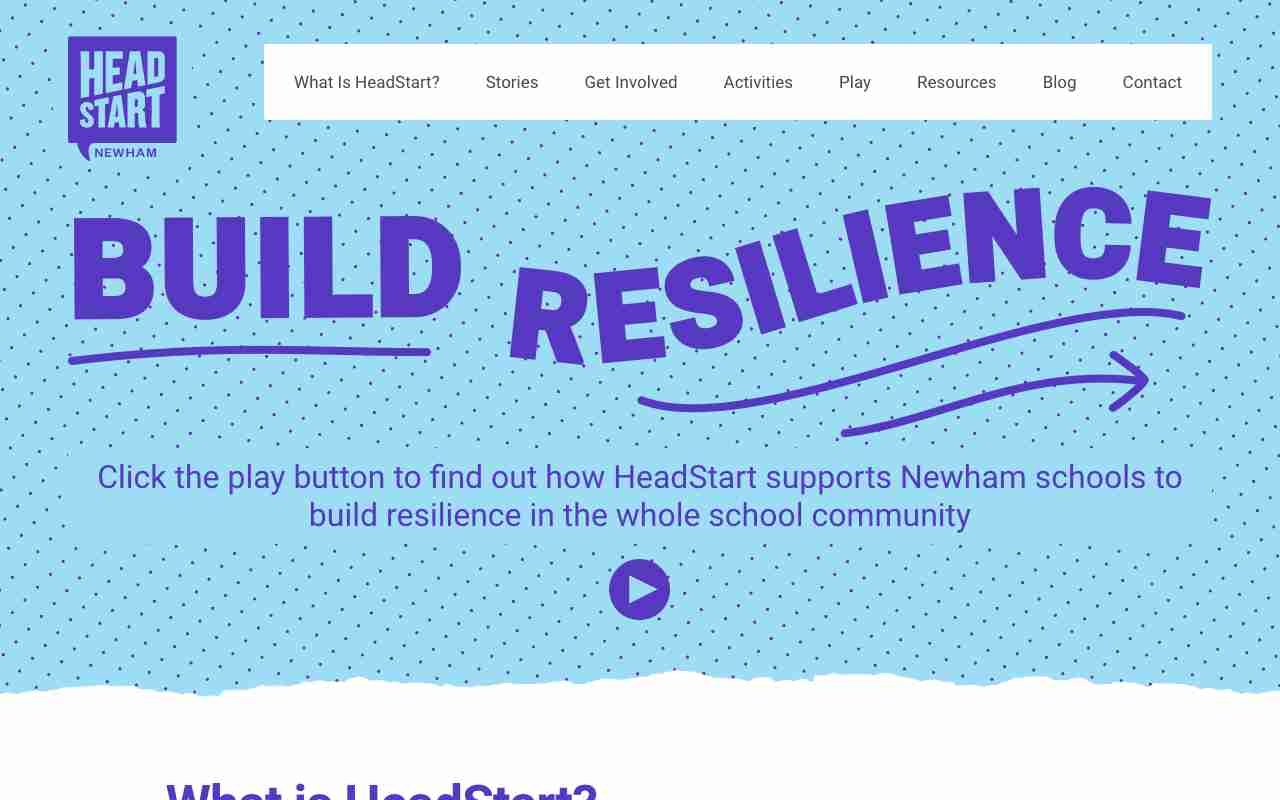 HEAD
START
NEWHAM
What Is HeadStart?
Stories
Get Involved
Activities
Play
Resources
Blog
Contact
BUILD RESILIENCE
Click the play button to find out how HeadStart supports Newham schools to
build resilience in the whole school community
What is HeadStart?